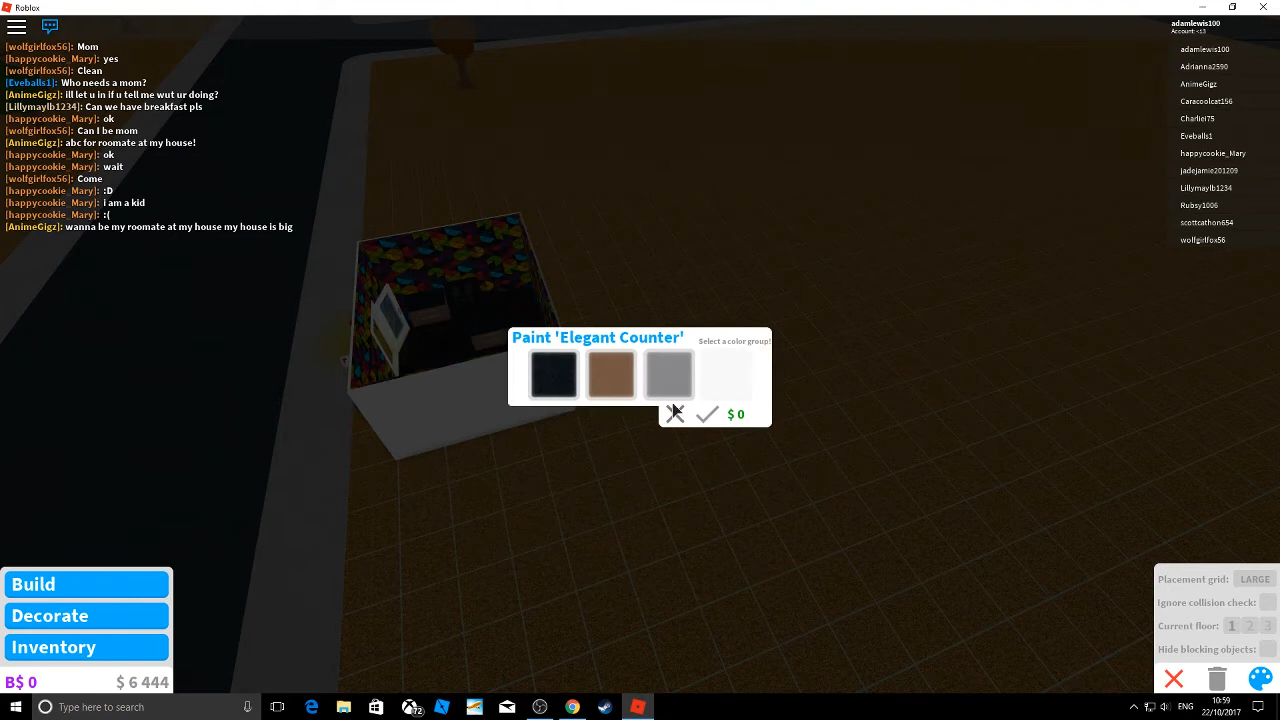 Roblox
adamlewis100
Account: <13
[wolfgirlfox56]: Mom
[happycookie_Mary]: yes
[wolfgirlfox56]: Clean
[Eveballs1]: Who needs a mom?
[AnimeGigz]: ill let u in if u tell me wut ur doing?
[Lillymaylb1234]: Can we have breakfast pls
[happycookie_Mary]: ok
[wolfgirlfox56]: Can I be mom
[AnimeGigz]: abc for roomate at my house!
[happycookie_Mary]: ok
[happycookie_Mary]: wait
[wolfgirlfox56]: Come
[happycookie_Mary]: :D
[happycookie_Mary]: i am a kid
[happycookie_Mary]: :(
[AnimeGigz]: wanna be my roomate at my house my house is big
adamlewis100
Adrianna2590
AnimeGigz
Caracoolcat156
Charliei75
Eveballs1
happycookie_Mary
jadejamie201209
Lillymaylb1234
Rubsy1006
scottcathon654
wolfgirlfox56
Paint 'Elegant Counter'
Select a color group!
$ 0
Build
Decorate
Inventory
B$ 0
$ 6 444
Placement grid: LARGE
Ignore collision check:
Current floor: 1 2 3
Hide blocking objects:
Type here to search
72
ENG
10:59
22/10/2017